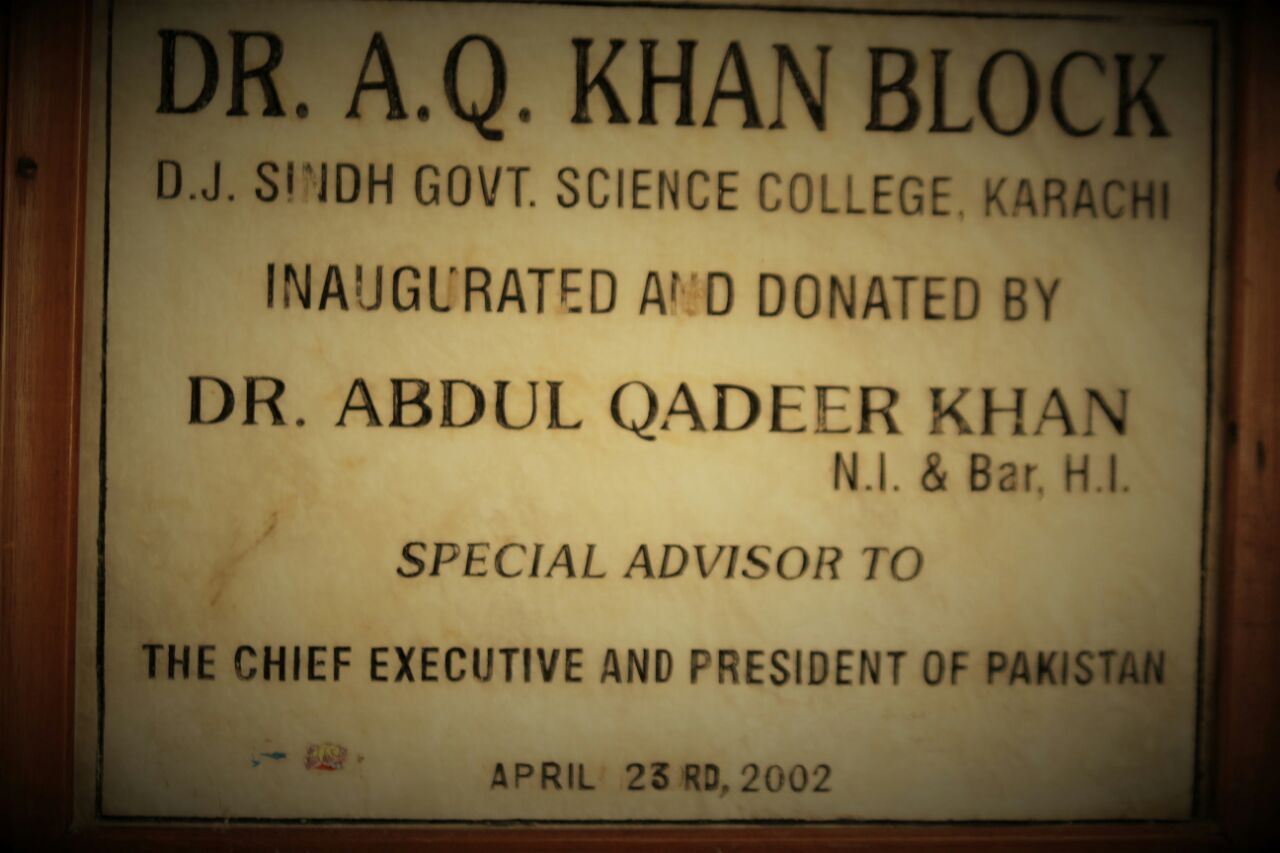 DR. A.Q. KHAN BLOCK
D.J. SINDH GOVT. SCIENCE COLLEGE, KARACHI
INAUGURATED AND DONATED BY
DR. ABDUL QADEER KHAN
N.I. & Bar, H.I.
SPECIAL ADVISOR TO
THE CHIEF EXECUTIVE AND PRESIDENT OF PAKISTAN
APRIL 23 RD, 2002